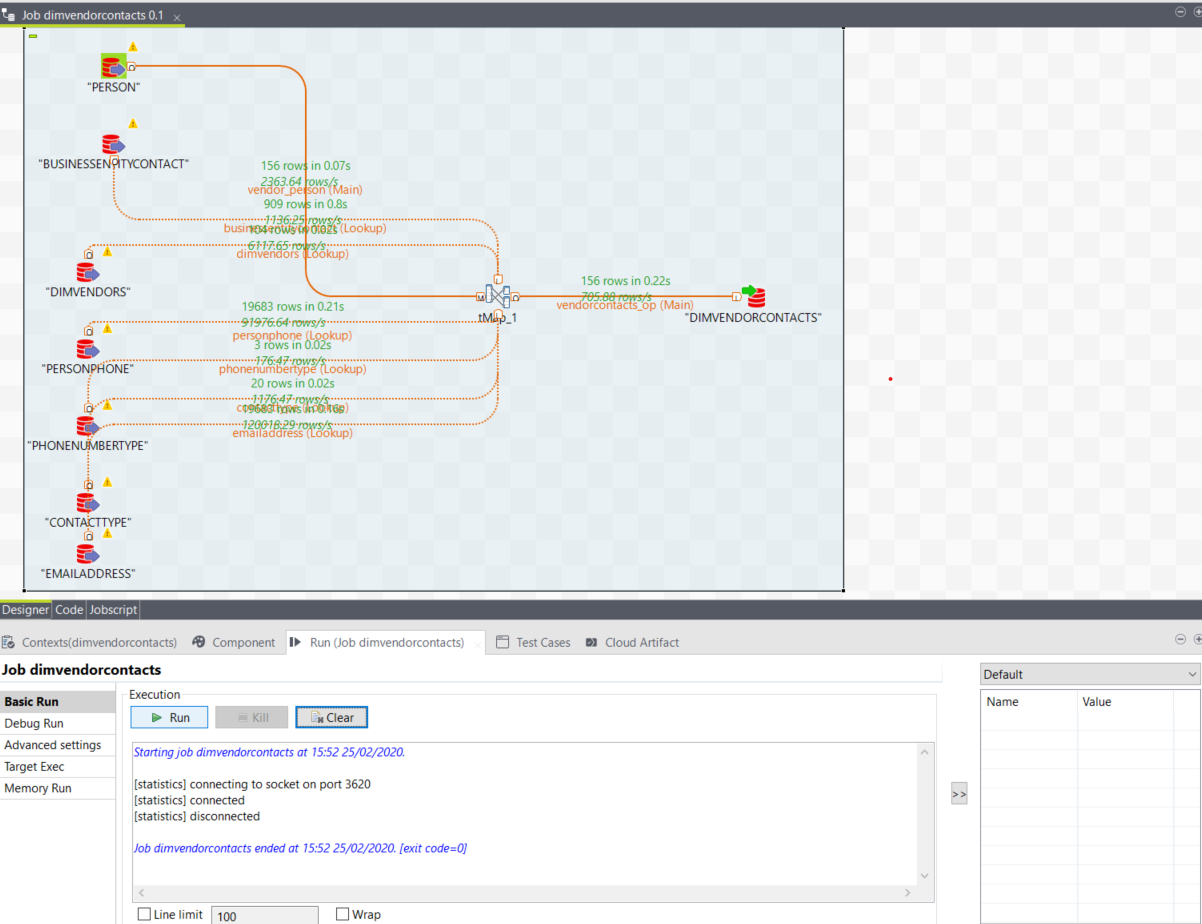 Job dimvendorcontacts 0.1
"PERSON"
"BUSINESSENTITYCONTACT"
156 rows in 0.07s
2363.64 rows/s
vendor_person (Main)
909 rows in 0.8s
1136.25 rows/s
businessentitycontact (Lookup)
104 rows in 0.02s
6117.65 rows/s
dimvendors (Lookup)
"DIMVENDORS"
156 rows in 0.22s
705.88 rows/s
vendorcontacts_op (Main)
tMap_1
"DIMVENDORCONTACTS"
19683 rows in 0.21s
91976.64 rows/s
personphone (Lookup)
3 rows in 0.02s
176.47 rows/s
phonenumbertype (Lookup)
"PERSONPHONE"
20 rows in 0.02s
1176.47 rows/s
contacttype (Lookup)
19683 rows in 0.16s
120018.29 rows/s
emailaddress (Lookup)
"PHONENUMBERTYPE"
"CONTACTTYPE"
"EMAILADDRESS"
Designer Code Jobscript
Contexts(dimvendorcontacts) Component Run (Job dimvendorcontacts) Test Cases Cloud Artifact
Job dimvendorcontacts
Default
Basic Run
Debug Run
Advanced settings
Target Exec
Memory Run
Execution
Run Kill Clear
Name Value
Starting job dimvendorcontacts at 15:52 25/02/2020.
[statistics] connecting to socket on port 3620
[statistics] connected
[statistics] disconnected
Job dimvendorcontacts ended at 15:52 25/02/2020. [exit code=0]
>>
Line limit 100 Wrap